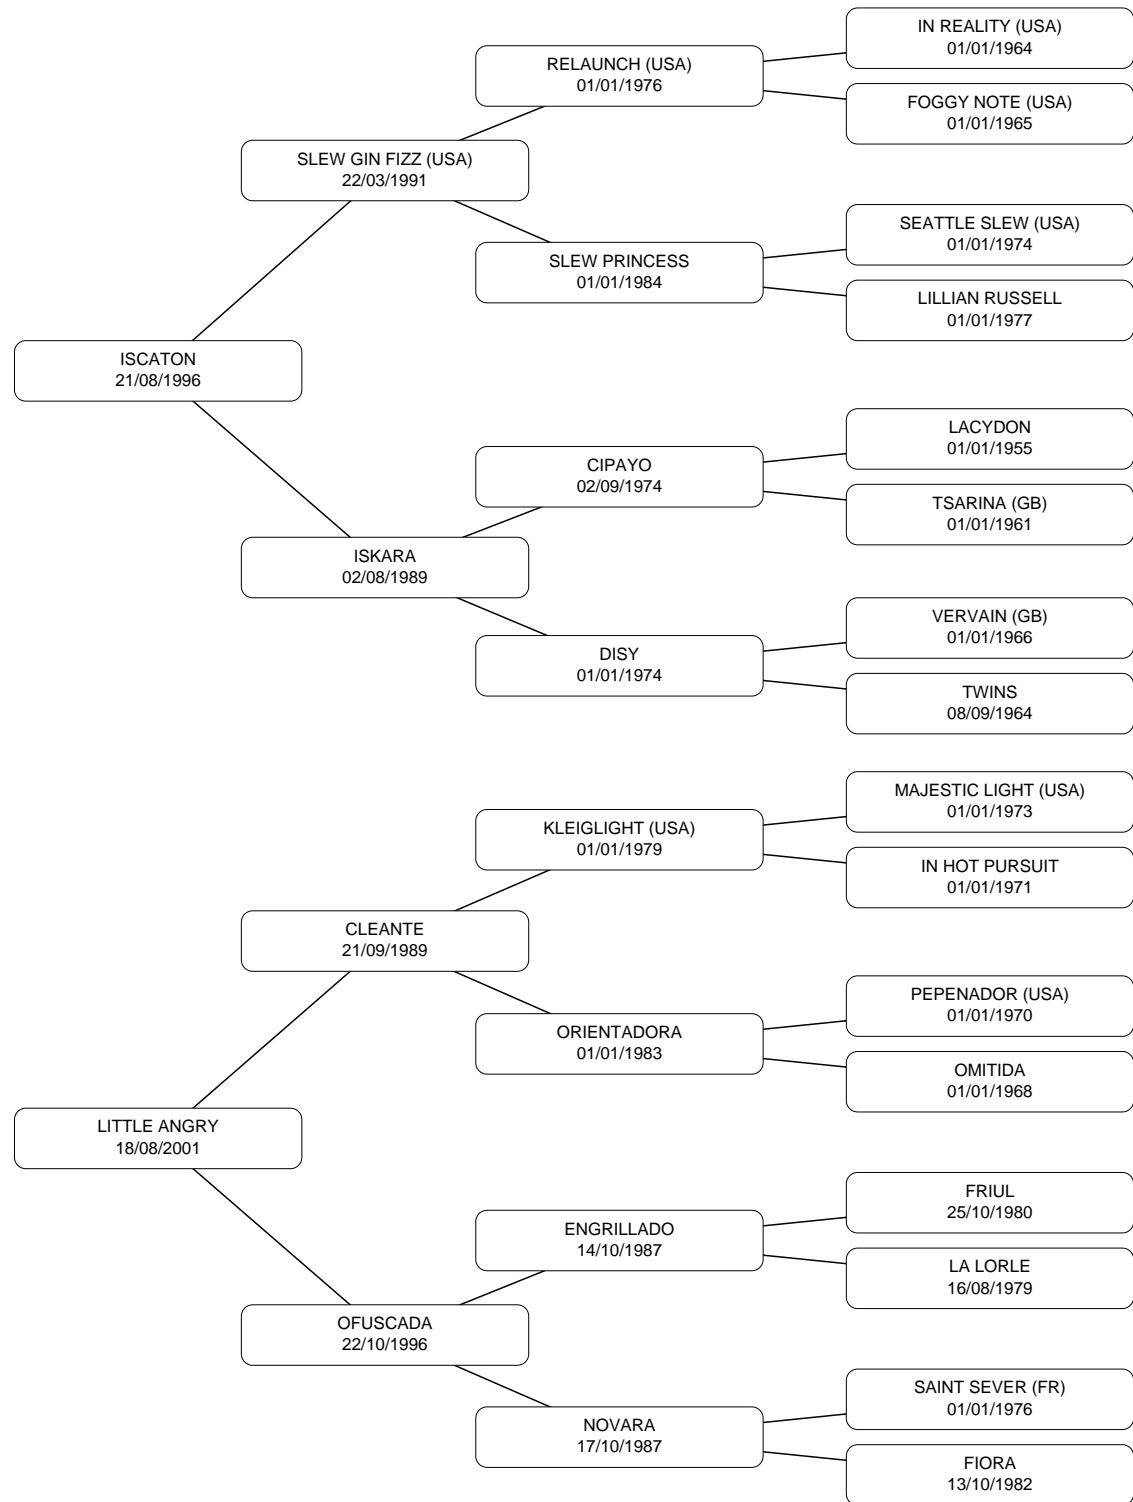 IN REALITY (USA)
01/01/1964
RELAUNCH (USA)
01/01/1976
FOGGY NOTE (USA)
01/01/1965
SLEW GIN FIZZ (USA)
22/03/1991
SEATTLE SLEW (USA)
01/01/1974
SLEW PRINCESS
01/01/1984
LILLIAN RUSSELL
01/01/1977
ISCATON
21/08/1996
LACYDON
01/01/1955
CIPAYO
02/09/1974
TSARINA (GB)
01/01/1961
ISKARA
02/08/1989
VERVAIN (GB)
01/01/1966
DISY
01/01/1974
TWINS
08/09/1964
MAJESTIC LIGHT (USA)
01/01/1973
KLEIGLIGHT (USA)
01/01/1979
IN HOT PURSUIT
01/01/1971
CLEANTE
21/09/1989
PEPENADOR (USA)
01/01/1970
ORIENTADORA
01/01/1983
OMITIDA
01/01/1968
LITTLE ANGRY
18/08/2001
FRIUL
25/10/1980
ENGRILLADO
14/10/1987
LA LORLE
16/08/1979
OFUSCADA
22/10/1996
SAINT SEVER (FR)
01/01/1976
NOVARA
17/10/1987
FIORA
13/10/1982